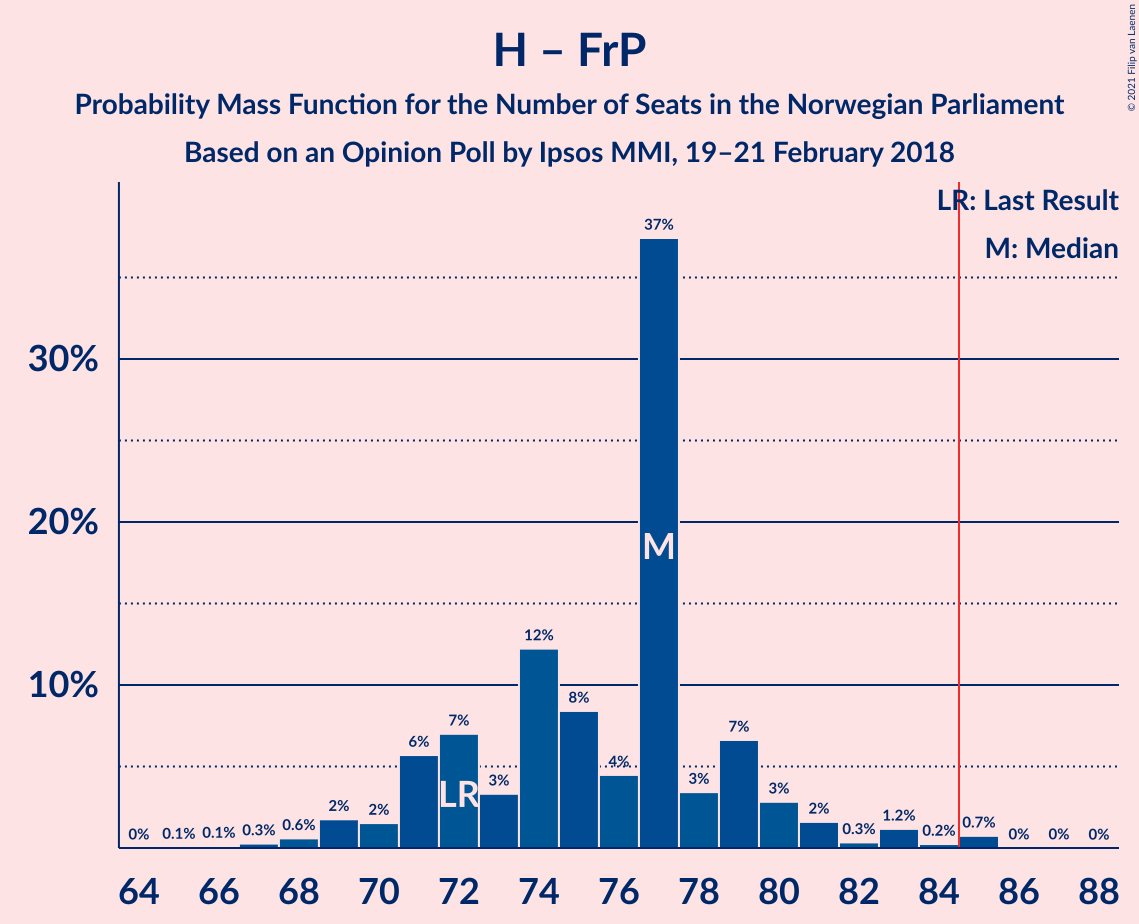 H – FrP
Probability Mass Function for the Number of Seats in the Norwegian Parliament
Based on an Opinion Poll by Ipsos MMI, 19–21 February 2018
© 2021 Filip van Laenen
LR: Last Result
M: Median
30%
20%
10%
0% 0.1% 0.1% 0.3% 0.6% 2% 2% 6% 7% 3% 12% 8% 4% 37% 3% 7% 3% 2% 0.3% 1.2% 0.2% 0.7% 0% 0% 0%
LR
M
64 66 68 70 72 74 76 78 80 82 84 86 88